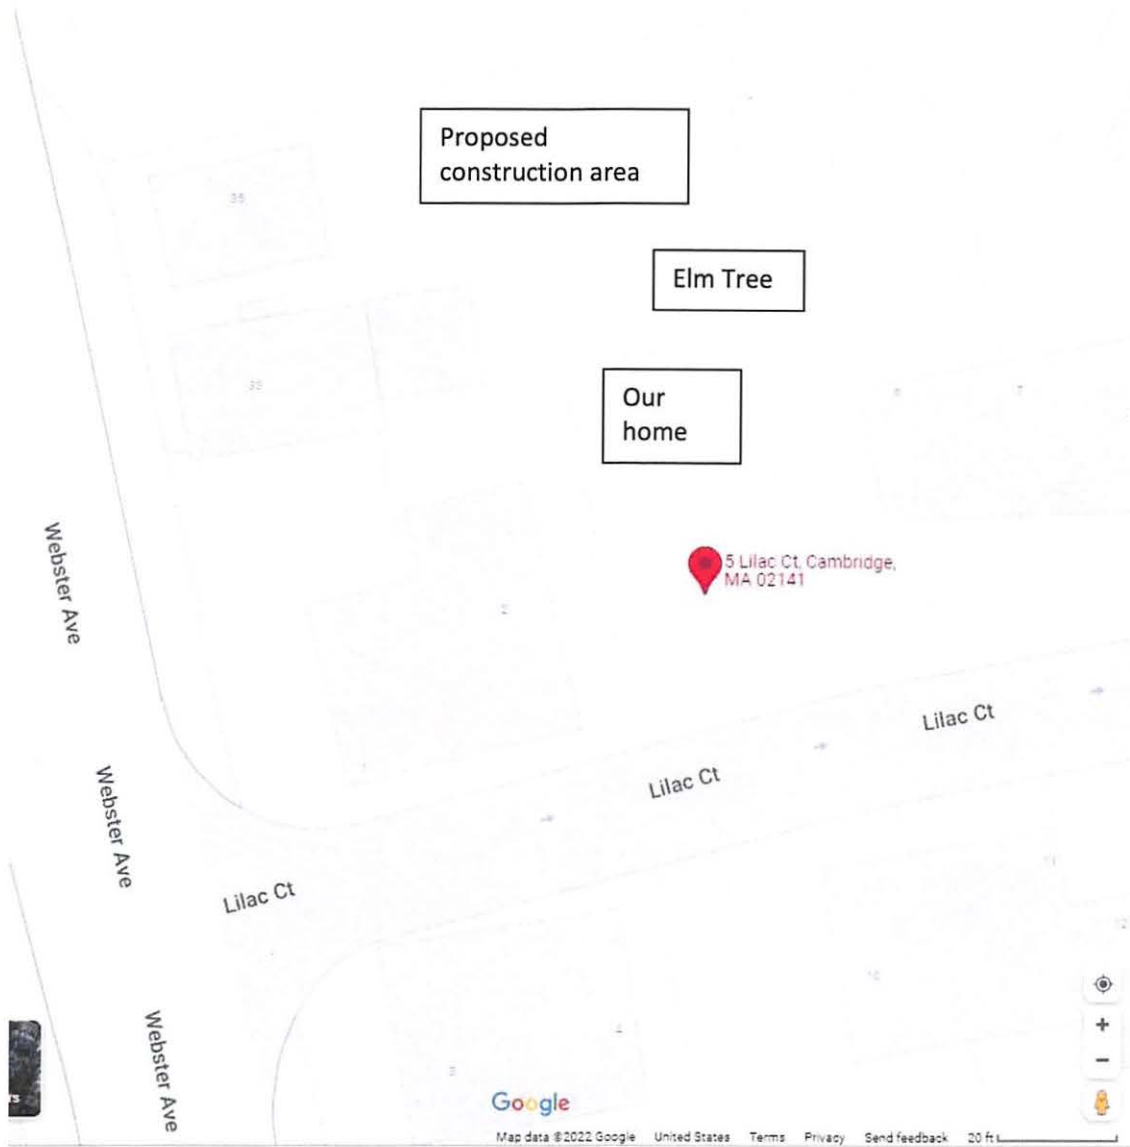 Proposed
construction area
35
Elm Tree
Our
home
Webster Ave
5 Lilac Ct, Cambridge,
MA 02141
Lilac Ct
Lilac Ct
Webster Ave
Lilac Ct
Webster Ave
Google
Map data ©2022 Google United States Terms Privacy Send feedback 20 ft